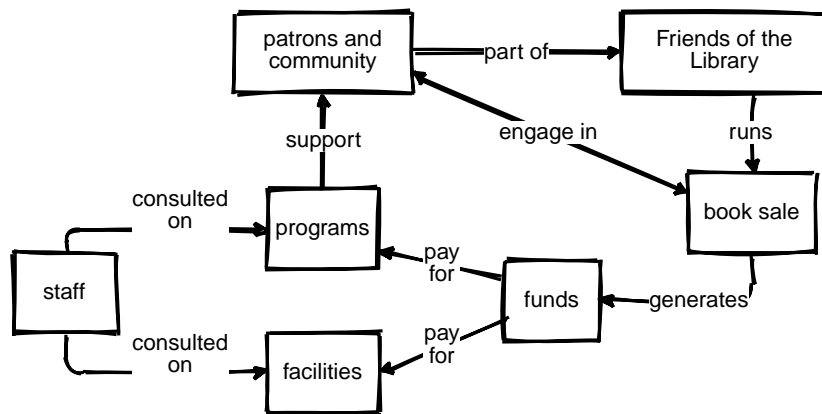 patrons and
community
part of
Friends of the
Library
support
engage in
runs
consulted
on
programs
book sale
pay
for
staff
funds
generates
consulted
on
pay
for
facilities